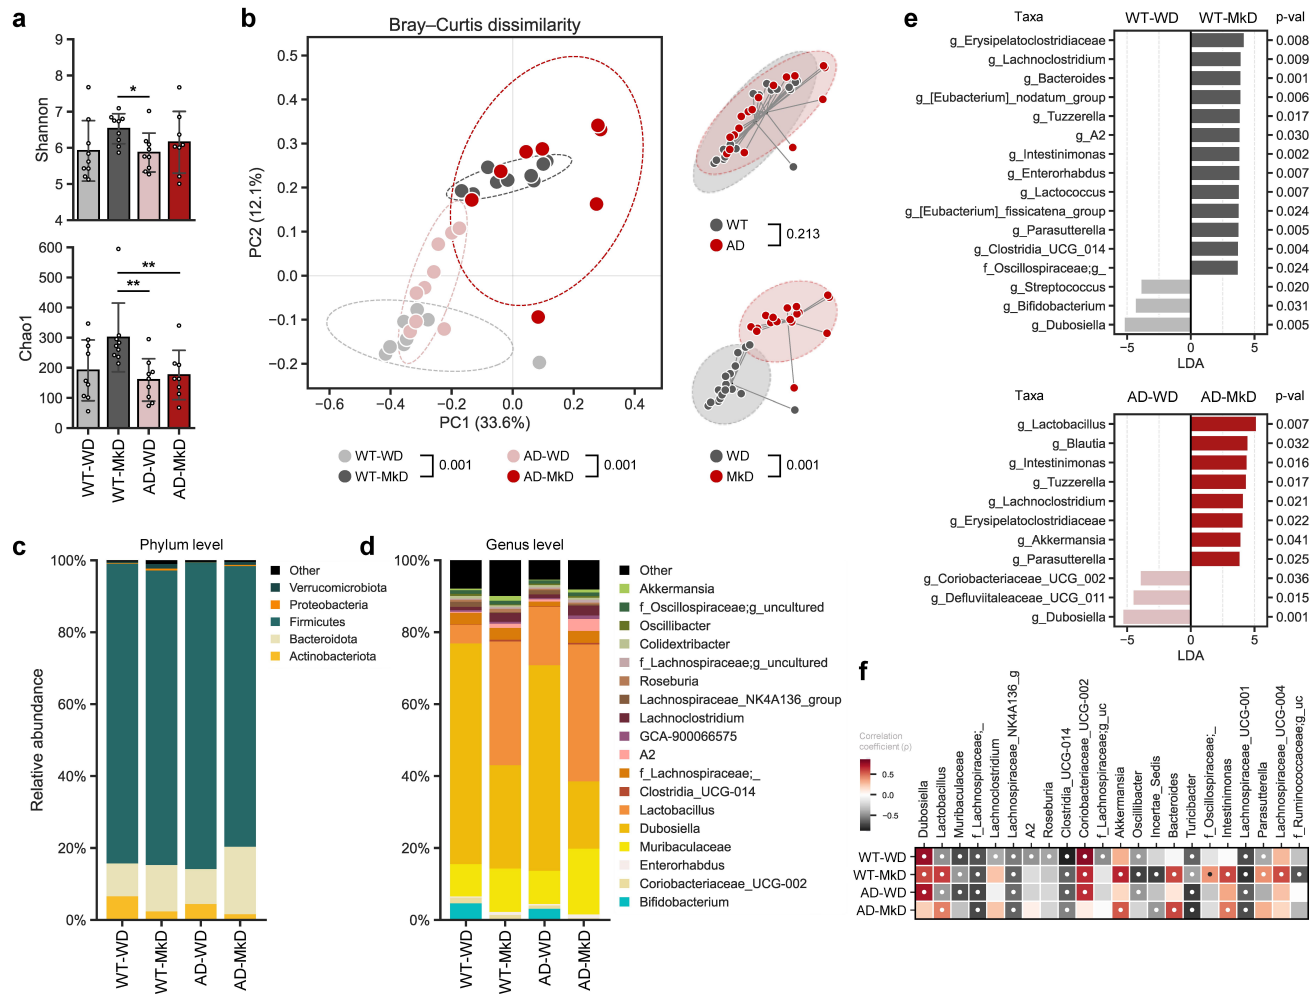 a
9
8
7
6
5
4
Shannon
*
600
500
400
300
200
100
0
Chao1
**
**
WT-WD
WT-MkD
AD-WD
AD-MkD
b
Bray–Curtis dissimilarity
0.5
0.4
0.3
0.2
0.1
0.0
−0.1
−0.2
PC2 (12.1%)
−0.6
−0.4
−0.2
0.0
0.2
0.4
PC1 (33.6%)
WT-WD
WT-MkD
0.001
AD-WD
AD-MkD
0.001
WT
AD
0.213
WD
MkD
0.001
c
Phylum level
100%
80%
60%
40%
20%
0%
Relative abundance
WT-WD
WT-MkD
AD-WD
AD-MkD
Other
Verrucomicrobiota
Proteobacteria
Firmicutes
Bacteroidota
Actinobacteriota
d
Genus level
100%
80%
60%
40%
20%
0%
WT-WD
WT-MkD
AD-WD
AD-MkD
Other
Akkermansia
f_Oscillospiraceae;g_uncultured
Oscillibacter
Colidextribacter
f_Lachnospiraceae;g_uncultured
Roseburia
Lachnospiraceae_NK4A136_group
Lachnoclostridium
GCA-900066575
A2
f_Lachnospiraceae;_
Clostridia_UCG-014
Lactobacillus
Dubosiella
Muribaculaceae
Enterorhabdus
Coriobacteriaceae_UCG-002
Bifidobacterium
e
Taxa WT-WD WT-MkD p-val
g_Erysipelatoclostridiaceae 0.008
g_Lachnoclostridium 0.009
g_Bacteroides 0.001
g_[Eubacterium]_nodatum_group 0.006
g_Tuzzerella 0.017
g_A2 0.030
g_Intestinimonas 0.002
g_Enterorhabdus 0.007
g_Lactococcus 0.007
g_[Eubacterium]_fissicatena_group 0.024
g_Parasutterella 0.005
g_Clostridia_UCG_014 0.004
f_Oscillospiraceae;g_ 0.024
g_Streptococcus 0.020
g_Bifidobacterium 0.031
g_Dubosiella 0.005
−5 0 5
LDA
Taxa AD-WD AD-MkD p-val
g_Lactobacillus 0.007
g_Blautia 0.032
g_Intestinimonas 0.016
g_Tuzzerella 0.017
g_Lachnoclostridium 0.021
g_Erysipelatoclostridiaceae 0.022
g_Akkermansia 0.041
g_Parasutterella 0.025
g_Coriobacteriaceae_UCG_002 0.036
g_Defluviitaleaceae_UCG_011 0.015
g_Dubosiella 0.001
−5 0 5
LDA
f
Correlation
coefficient (ρ)
0.5
0.0
−0.5
Dubosiella
Lactobacillus
Muribaculaceae
f_Lachnospiraceae;_
Lachnoclostridium
Lachnospiraceae_NK4A136_g
A2
Roseburia
Clostridia_UCG-014
Coriobacteriaceae_UCG-002
f_Lachnospiraceae;g_uc
Akkermansia
Oscillibacter
Incertae_Sedis
Bacteroides
Turicibacter
f_Oscillospiraceae;_
Intestinimonas
Lachnospiraceae_UCG-001
Parasutterella
Lachnospiraceae_UCG-004
f_Ruminococcaceae;g_uc
WT-WD
WT-MkD
AD-WD
AD-MkD